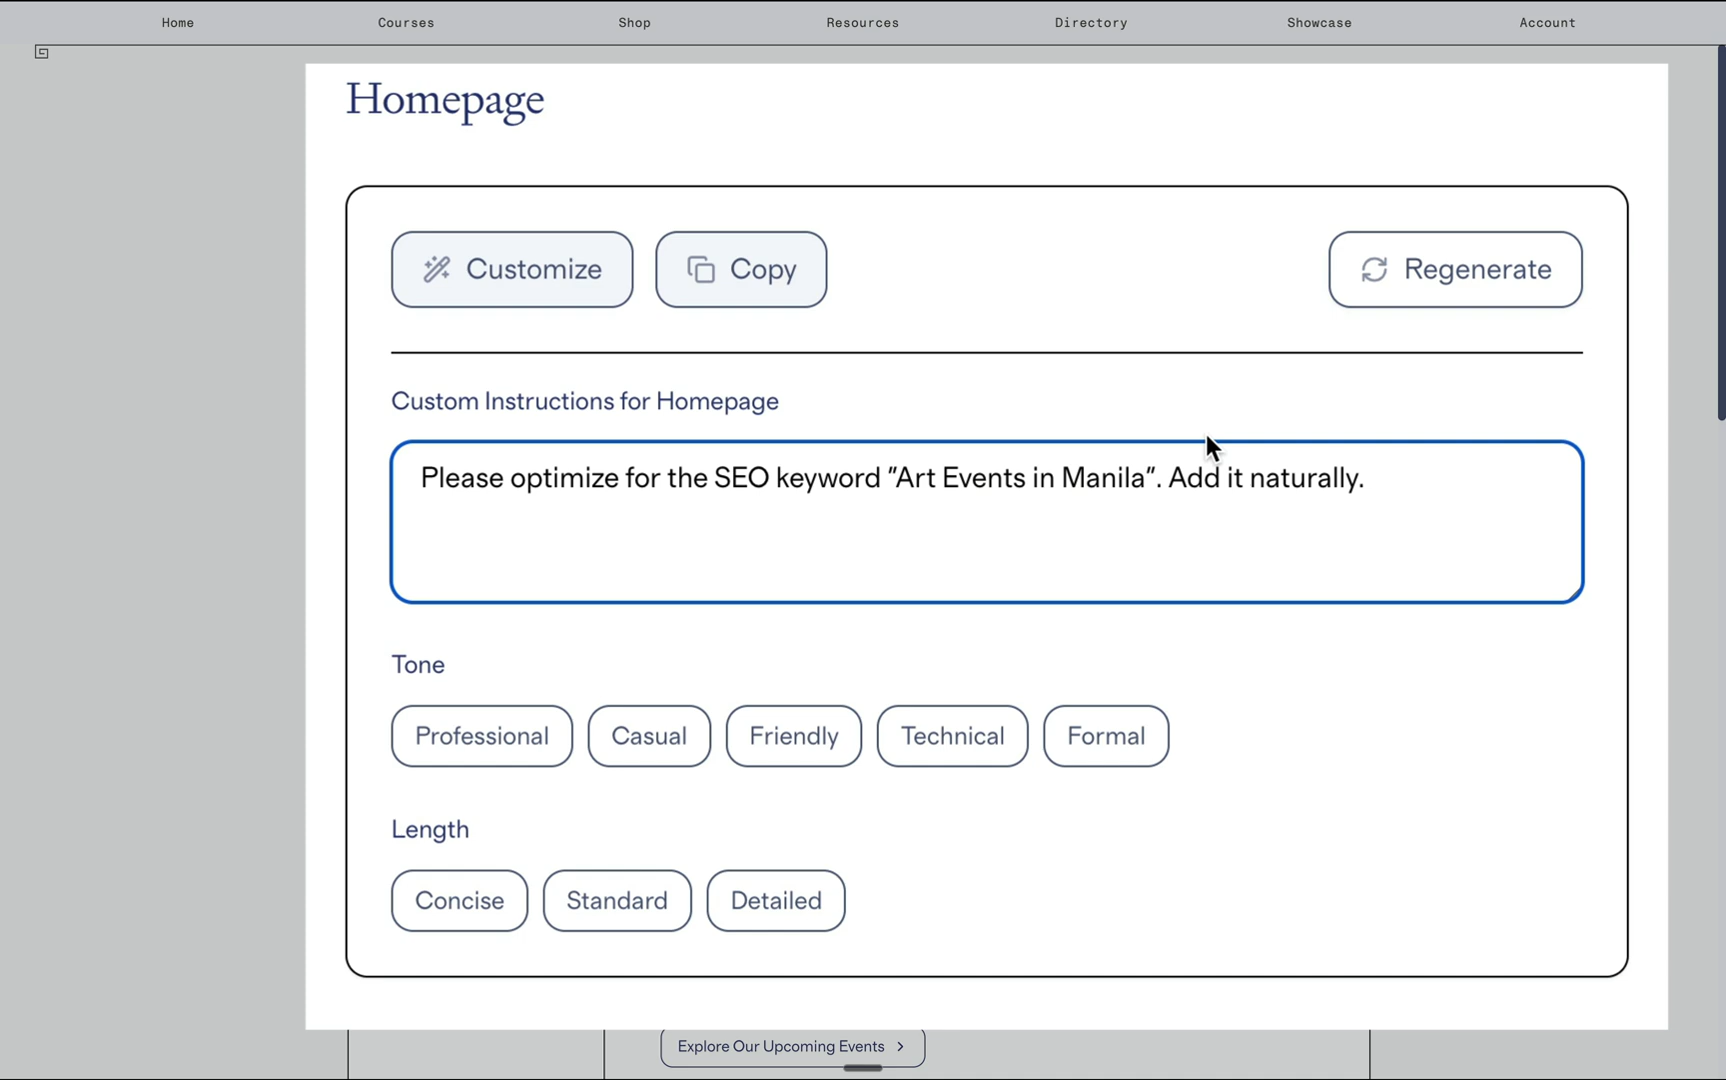 Home Courses Shop Resources Directory Showcase Account
Homepage
Customize Copy Regenerate
Custom Instructions for Homepage
Please optimize for the SEO keyword "Art Events in Manila". Add it naturally.
Tone
Professional Casual Friendly Technical Formal
Length
Concise Standard Detailed
Explore Our Upcoming Events